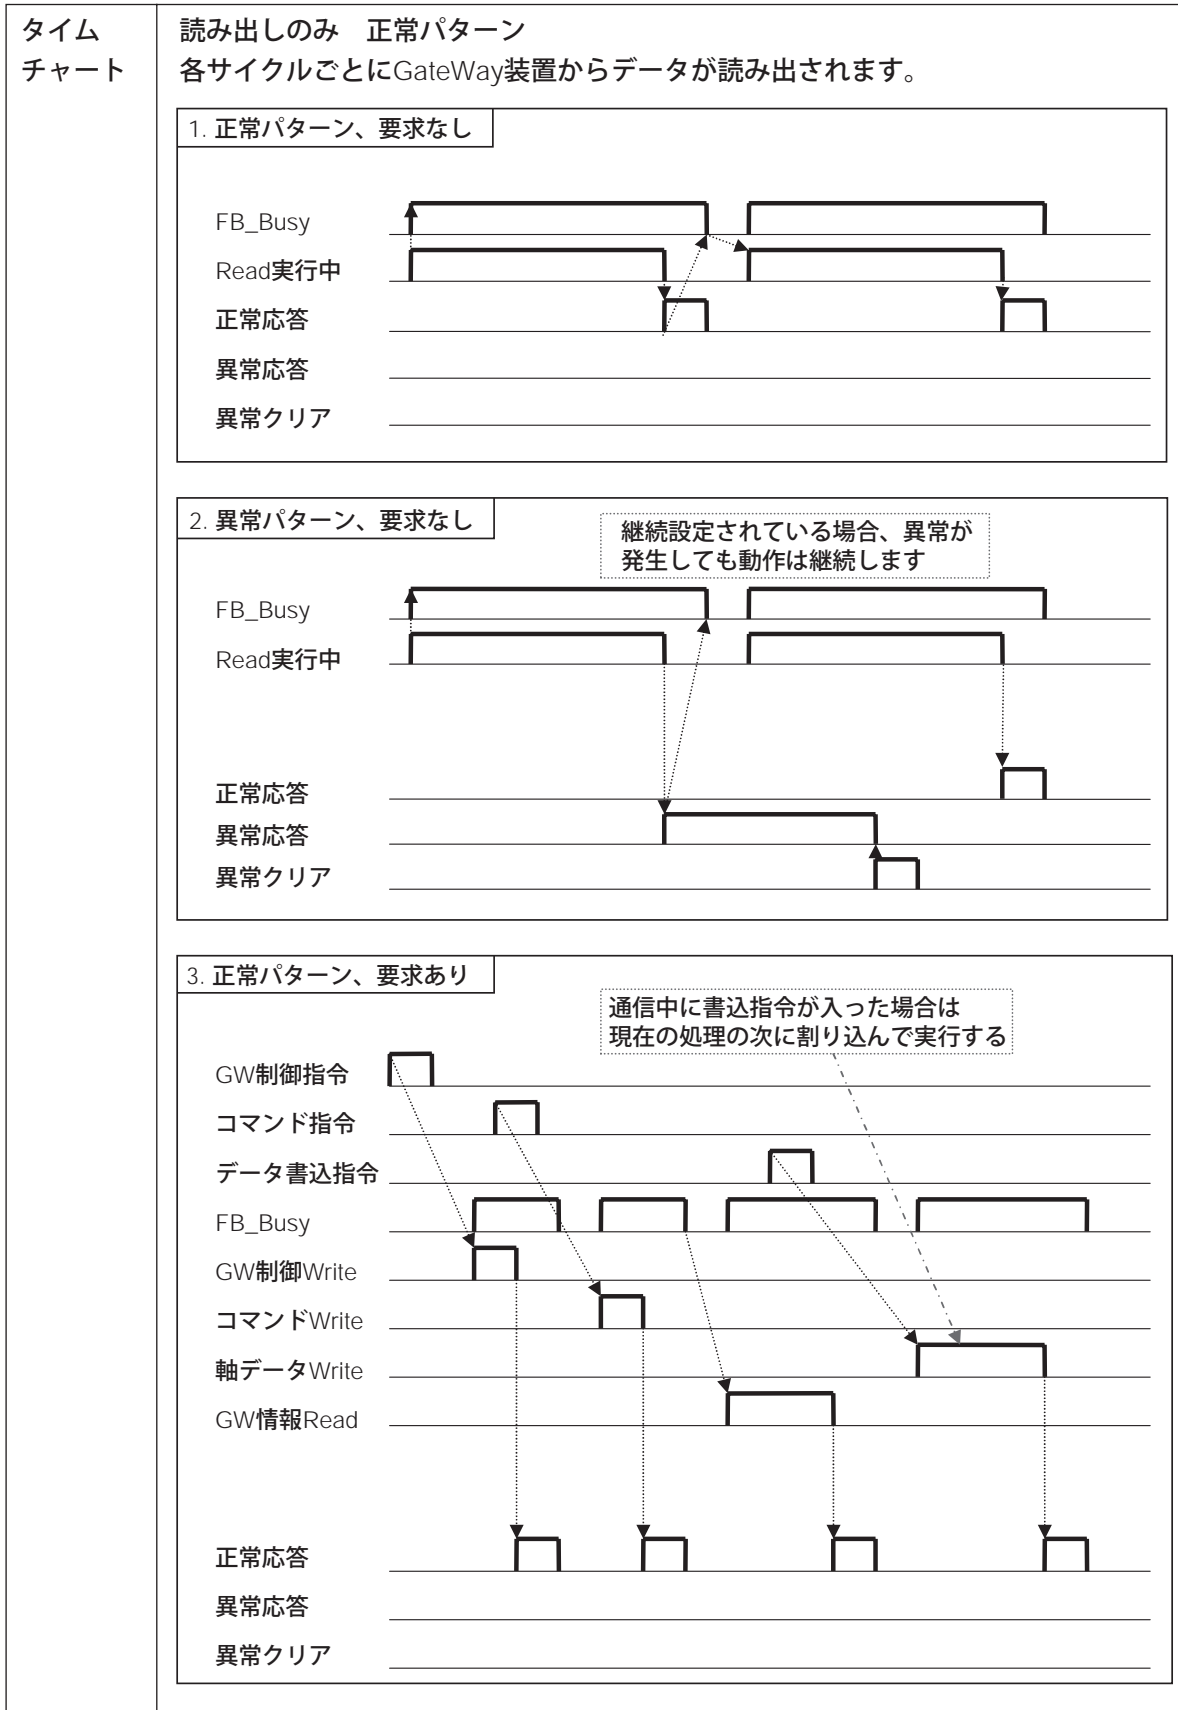 タイム
チャート
読み出しのみ　正常パターン
各サイクルごとにGateWay装置からデータが読み出されます。
1. 正常パターン、要求なし
FB_Busy
Read実行中
正常応答
異常応答
異常クリア
2. 異常パターン、要求なし
継続設定されている場合、異常が
発生しても動作は継続します
FB_Busy
Read実行中
正常応答
異常応答
異常クリア
3. 正常パターン、要求あり
通信中に書込指令が入った場合は
現在の処理の次に割り込んで実行する
GW制御指令
コマンド指令
データ書込指令
FB_Busy
GW制御Write
コマンドWrite
軸データWrite
GW情報Read
正常応答
異常応答
異常クリア